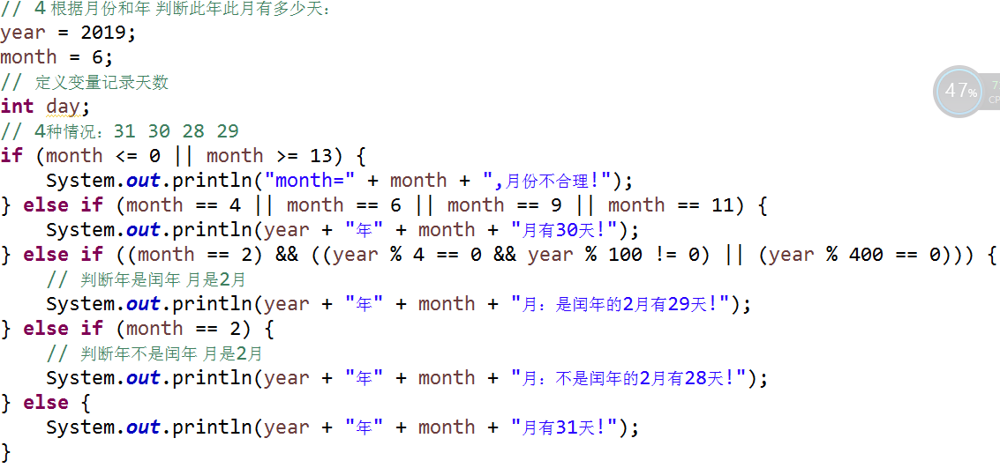 // 4 根据月份和年 判断此年此月有多少天：
year = 2019;
month = 6;
// 定义变量记录天数
int day;
// 4种情况：31 30 28 29
if (month <= 0 || month >= 13) {
    System.out.println("month=" + month + ",月份不合理!");
} else if (month == 4 || month == 6 || month == 9 || month == 11) {
    System.out.println(year + "年" + month + "月有30天!");
} else if ((month == 2) && ((year % 4 == 0 && year % 100 != 0) || (year % 400 == 0))) {
    // 判断年是闰年 月是2月
    System.out.println(year + "年" + month + "月：是闰年的2月有29天!");
} else if (month == 2) {
    // 判断年不是闰年 月是2月
    System.out.println(year + "年" + month + "月：不是闰年的2月有28天!");
} else {
    System.out.println(year + "年" + month + "月有31天!");
}
47%
7
CP